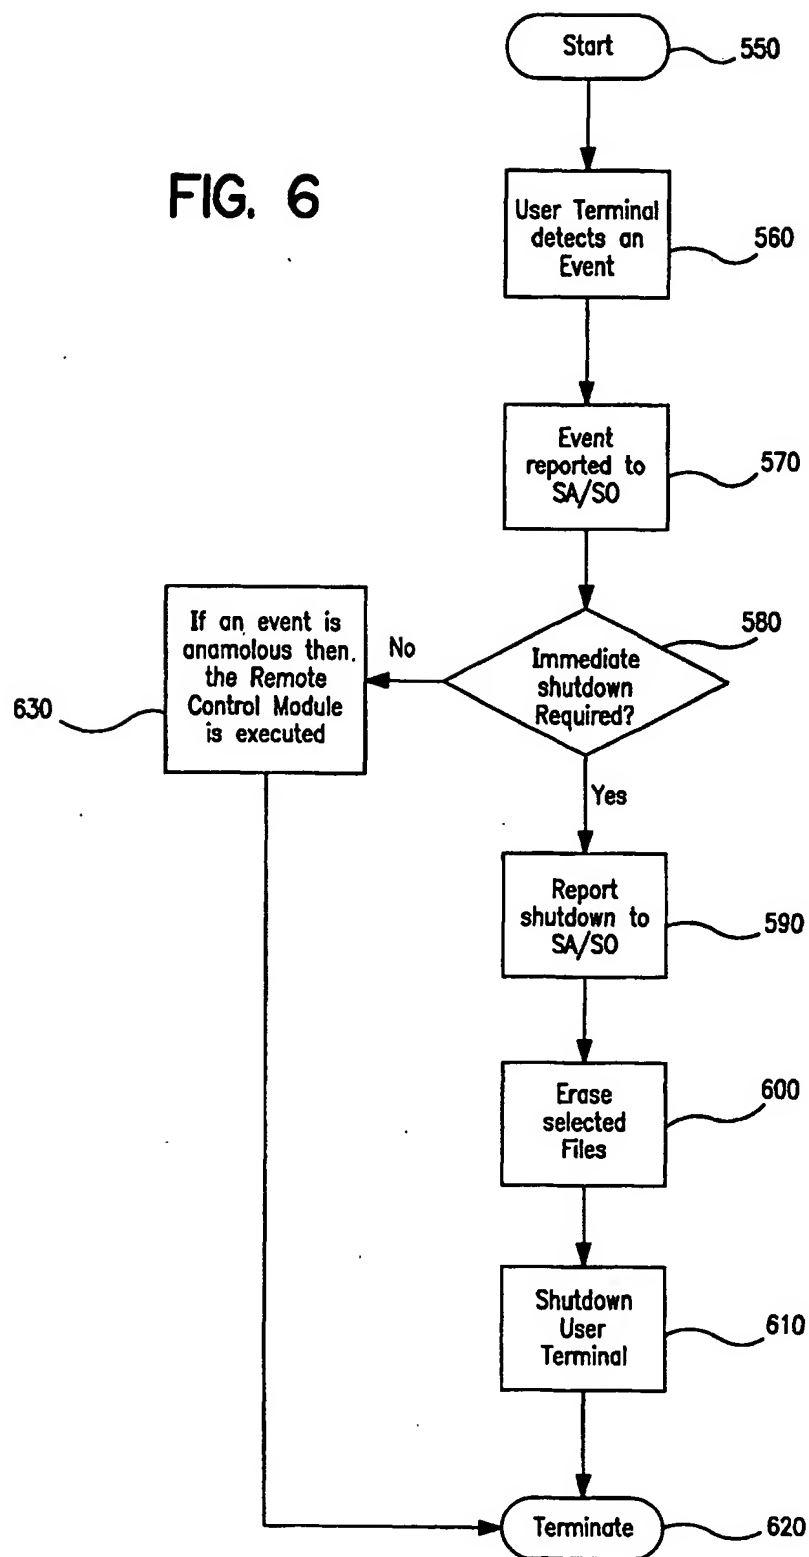 FIG. 6
Start
550
User Terminal
detects an
Event
560
Event
reported to
SA/SO
570
Immediate
shutdown
Required?
580
No
If an event is
anamolous then.
the Remote
Control Module
is executed
630
Yes
Report
shutdown to
SA/SO
590
Erase
selected
Files
600
Shutdown
User
Terminal
610
Terminate
620